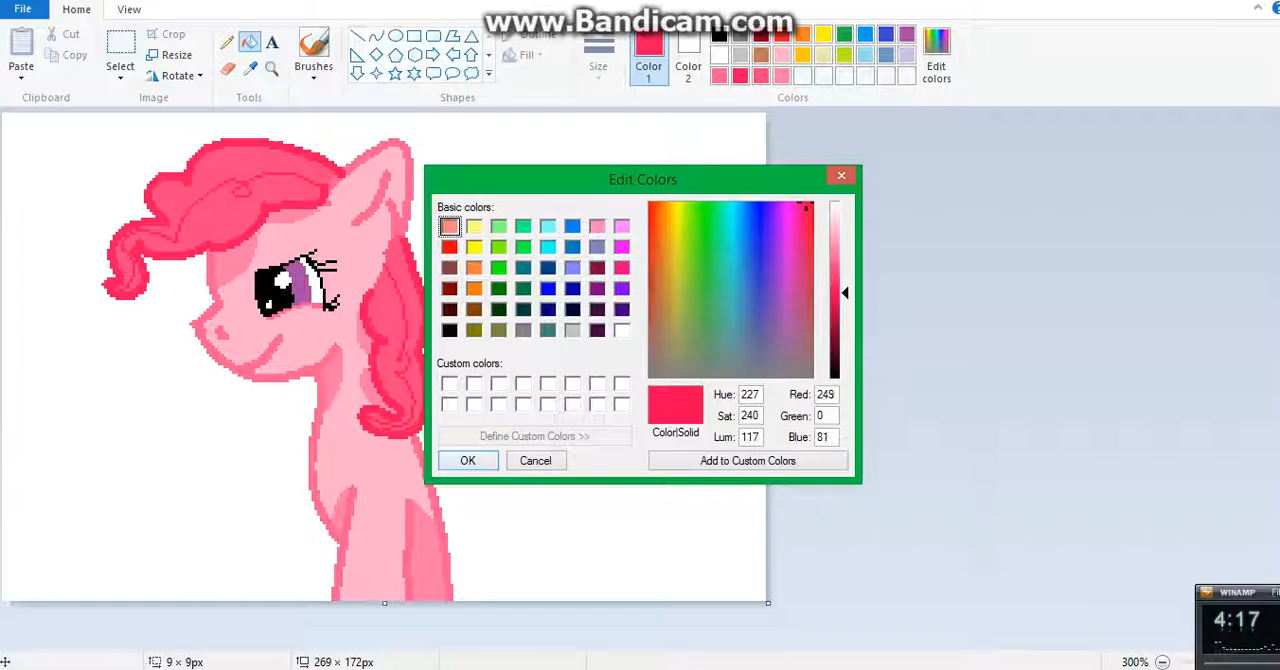 File Home View
www.Bandicam.com
Paste
Cut
Copy
Clipboard
Select
Crop
Resize
Rotate
Image
A
Tools
Brushes
Outline
Fill
Shapes
Size
Color 1
Color 2
Edit colors
Colors
Edit Colors
Basic colors:
Custom colors:
Define Custom Colors >>
OK Cancel
Color|Solid
Hue: 227 Red: 249
Sat: 240 Green: 0
Lum: 117 Blue: 81
Add to Custom Colors
WINAMP
4:17
9 × 9px
269 × 172px
300%